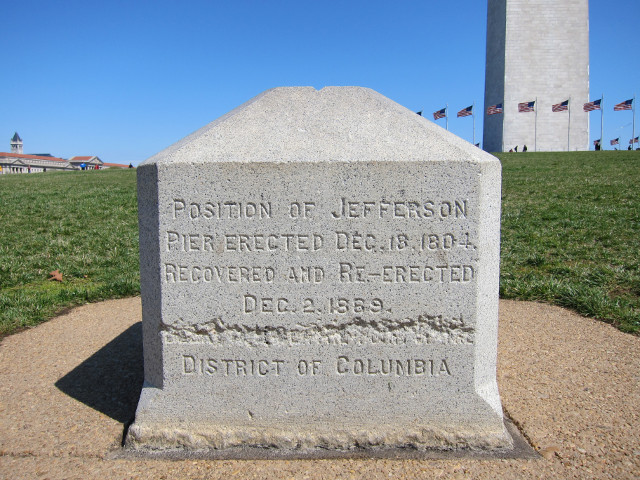 Position of Jefferson
Pier erected Dec. 18, 1804.
Recovered and Re-erected
Dec. 2, 1889.
District of Columbia